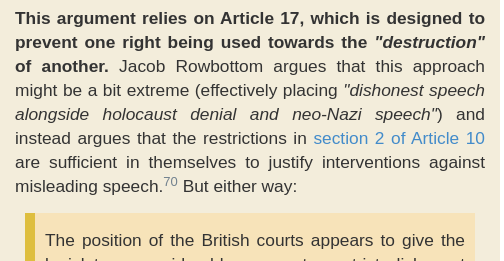 This argument relies on Article 17, which is designed to
prevent one right being used towards the "destruction"
of another. Jacob Rowbottom argues that this approach
might be a bit extreme (effectively placing "dishonest speech
alongside holocaust denial and neo-Nazi speech") and
instead argues that the restrictions in section 2 of Article 10
are sufficient in themselves to justify interventions against
misleading speech.70 But either way:
The position of the British courts appears to give the